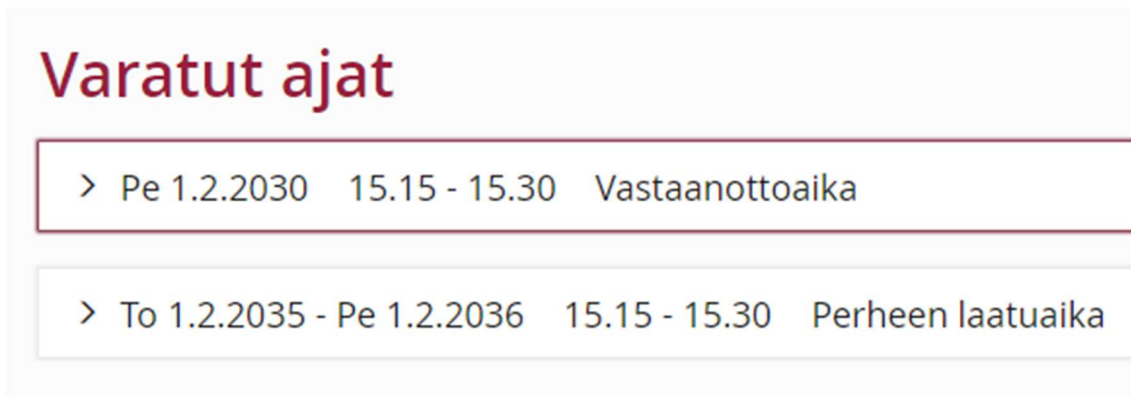 Varatut ajat
Pe 1.2.2030 15.15 - 15.30 Vastaanottoaika
To 1.2.2035 - Pe 1.2.2036 15.15 - 15.30 Perheen laatuaika